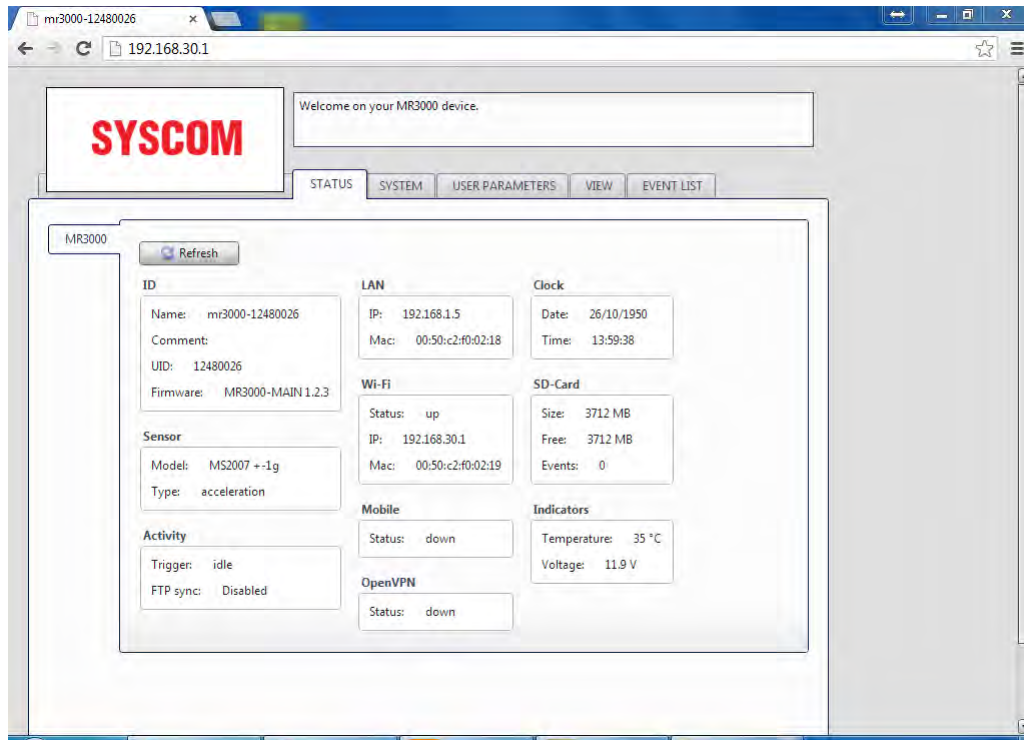 mr3000-12480026
192.168.30.1
SYSCOM
Welcome on your MR3000 device.
STATUS SYSTEM USER PARAMETERS VIEW EVENT LIST
MR3000
Refresh
ID
Name: mr3000-12480026
Comment:
UID: 12480026
Firmware: MR3000-MAIN 1.2.3
Sensor
Model: MS2007 +-1g
Type: acceleration
Activity
Trigger: idle
FTP sync: Disabled
LAN
IP: 192.168.1.5
Mac: 00:50:c2:f0:02:18
Wi-Fi
Status: up
IP: 192.168.30.1
Mac: 00:50:c2:f0:02:19
Mobile
Status: down
OpenVPN
Status: down
Clock
Date: 26/10/1950
Time: 13:59:38
SD-Card
Size: 3712 MB
Free: 3712 MB
Events: 0
Indicators
Temperature: 35 °C
Voltage: 11.9 V